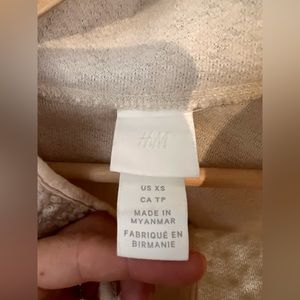 H&M
US XS
CA TP
MADE IN
MYANMAR
FABRIQUÉ EN
BIRMANIE